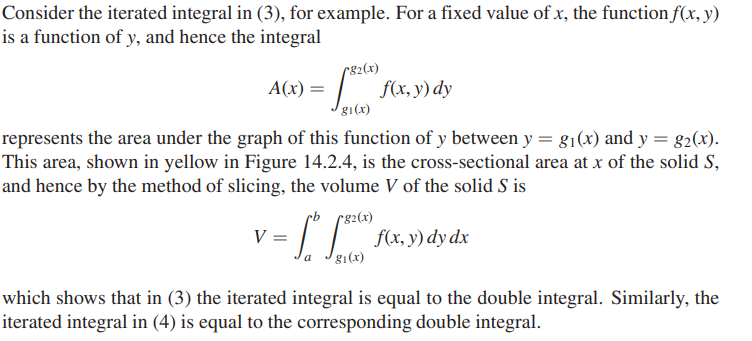 Consider the iterated integral in (3), for example. For a fixed value of x, the function f(x, y)
is a function of y, and hence the integral
A(x) = ∫_{g₁(x)}^{g₂(x)} f(x, y) dy
represents the area under the graph of this function of y between y = g₁(x) and y = g₂(x).
This area, shown in yellow in Figure 14.2.4, is the cross-sectional area at x of the solid S,
and hence by the method of slicing, the volume V of the solid S is
V = ∫_a^b ∫_{g₁(x)}^{g₂(x)} f(x, y) dy dx
which shows that in (3) the iterated integral is equal to the double integral. Similarly, the
iterated integral in (4) is equal to the corresponding double integral.